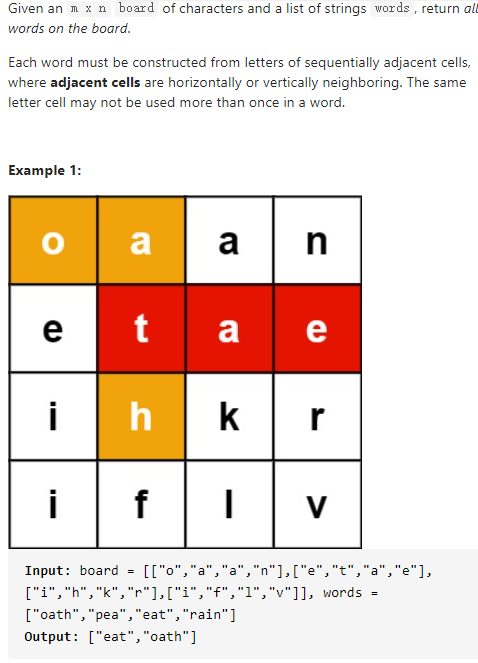 Given an m x n board of characters and a list of strings words, return all
words on the board.
Each word must be constructed from letters of sequentially adjacent cells,
where adjacent cells are horizontally or vertically neighboring. The same
letter cell may not be used more than once in a word.
Example 1:
o a a n
e t a e
i h k r
i f l v
Input: board = [["o","a","a","n"],["e","t","a","e"],
["i","h","k","r"],["i","f","l","v"]], words =
["oath","pea","eat","rain"]
Output: ["eat","oath"]